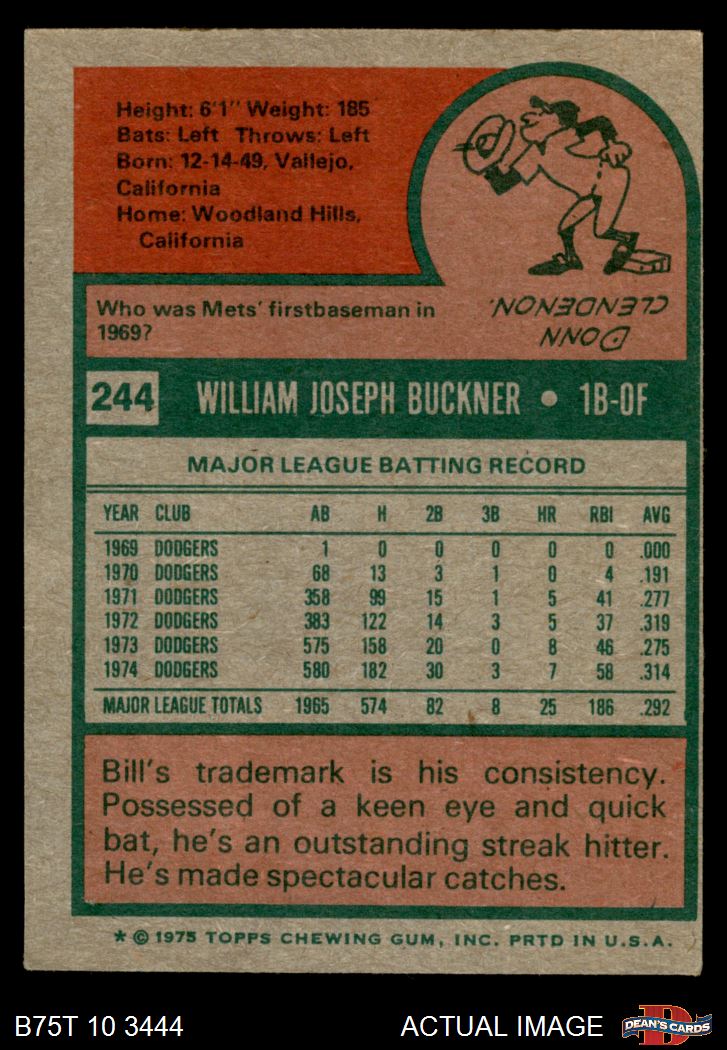 Height: 6'1" Weight: 185
Bats: Left Throws: Left
Born: 12-14-49, Vallejo,
California
Home: Woodland Hills,
California
Who was Mets' firstbaseman in
1969?
DONN
CLENDENON.
244 WILLIAM JOSEPH BUCKNER • 1B-OF
MAJOR LEAGUE BATTING RECORD
YEAR CLUB AB H 2B 3B HR RBI AVG
1969 DODGERS 1 0 0 0 0 0 .000
1970 DODGERS 68 13 3 1 0 4 .191
1971 DODGERS 358 99 15 1 5 41 .277
1972 DODGERS 383 122 14 3 5 37 .319
1973 DODGERS 575 158 20 0 8 46 .275
1974 DODGERS 580 182 30 3 7 58 .314
MAJOR LEAGUE TOTALS 1965 574 82 8 25 186 .292
Bill's trademark is his consistency.
Possessed of a keen eye and quick
bat, he's an outstanding streak hitter.
He's made spectacular catches.
* © 1975 TOPPS CHEWING GUM, INC. PRTD IN U.S.A.
B75T 10 3444 ACTUAL IMAGE D DEAN'S CARDS